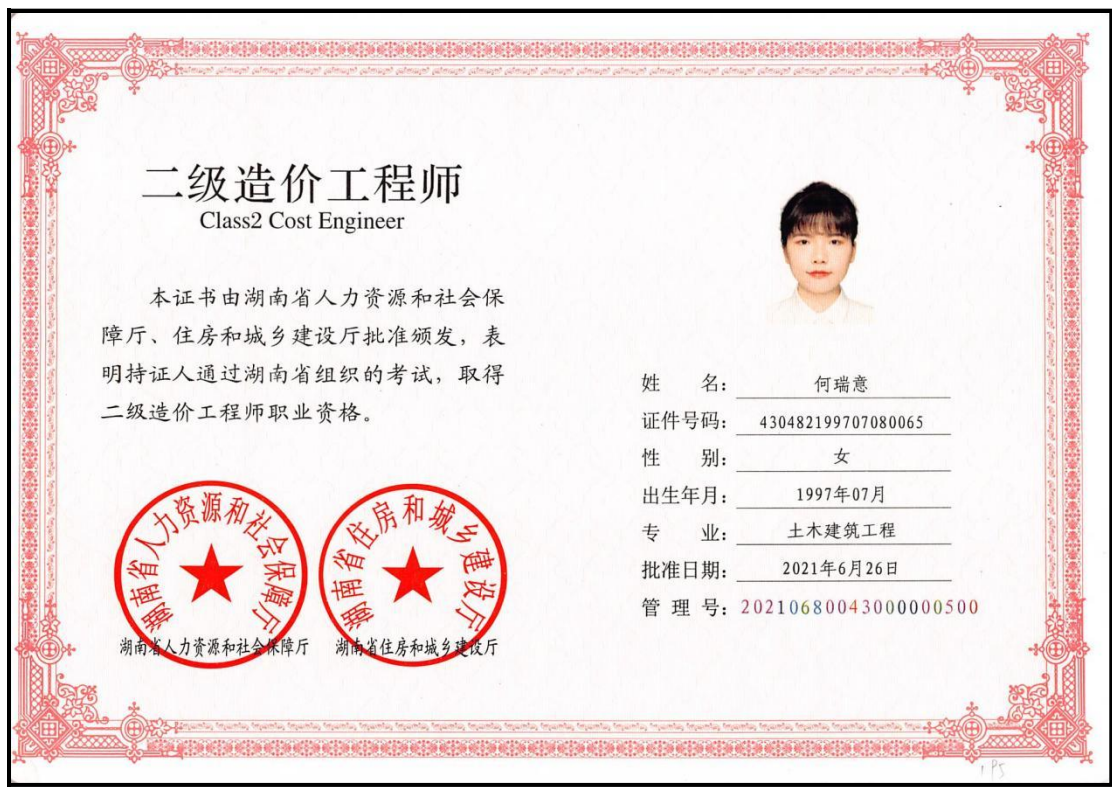 二级造价工程师
Class2 Cost Engineer
本证书由湖南省人力资源和社会保
障厅、住房和城乡建设厅批准颁发，表
明持证人通过湖南省组织的考试，取得
二级造价工程师职业资格。
湖南省人力资源和社会保障厅
湖南省人力资源和社会保障厅
湖南省住房和城乡建设厅
湖南省住房和城乡建设厅
姓 名： 何瑞意
证件号码： 430482199707080065
性 别： 女
出生年月： 1997年07月
专 业： 土木建筑工程
批准日期： 2021年6月26日
管 理 号： 20210680043000000500